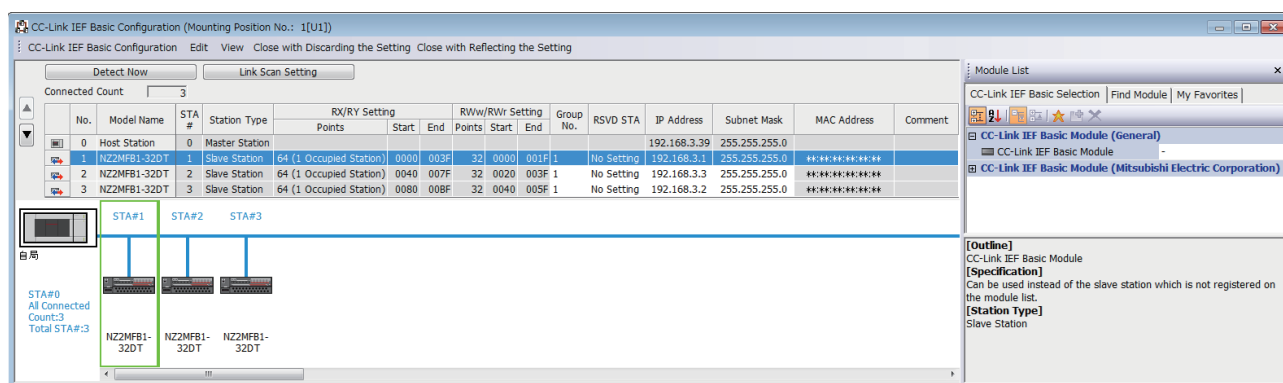 CC-Link IEF Basic Configuration (Mounting Position No.: 1[U1])
CC-Link IEF Basic Configuration Edit View Close with Discarding the Setting Close with Reflecting the Setting
Detect Now Link Scan Setting
Connected Count 3
No. Model Name STA # Station Type RX/RY Setting Points Start End RWw/RWr Setting Points Start End Group No. RSVD STA IP Address Subnet Mask MAC Address Comment
0 Host Station 0 Master Station 192.168.3.39 255.255.255.0
1 NZ2MFB1-32DT 1 Slave Station 64 (1 Occupied Station) 0000 003F 32 0000 001F 1 No Setting 192.168.3.1 255.255.255.0 **:**:**:**:**:**
2 NZ2MFB1-32DT 2 Slave Station 64 (1 Occupied Station) 0040 007F 32 0020 003F 1 No Setting 192.168.3.3 255.255.255.0 **:**:**:**:**:**
3 NZ2MFB1-32DT 3 Slave Station 64 (1 Occupied Station) 0080 00BF 32 0040 005F 1 No Setting 192.168.3.2 255.255.255.0 **:**:**:**:**:**
STA#1 STA#2 STA#3
自局
STA#0
All Connected
Count:3
Total STA#:3
NZ2MFB1-32DT NZ2MFB1-32DT NZ2MFB1-32DT
Module List
CC-Link IEF Basic Selection Find Module My Favorites
CC-Link IEF Basic Module (General)
CC-Link IEF Basic Module -
CC-Link IEF Basic Module (Mitsubishi Electric Corporation)
[Outline]
CC-Link IEF Basic Module
[Specification]
Can be used instead of the slave station which is not registered on
the module list.
[Station Type]
Slave Station